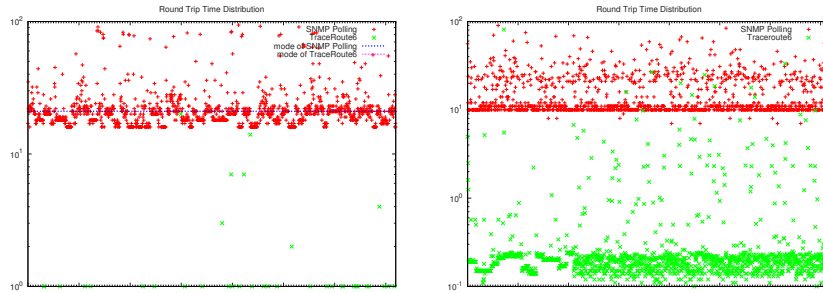 Round Trip Time Distribution
10^2
10^1
10^0
SNMP Polling
TraceRoute6
mode of SNMP Polling
mode of TraceRoute6
Round Trip Time Distribution
10^2
10^1
10^0
10^-1
SNMP Polling
Traceroute6